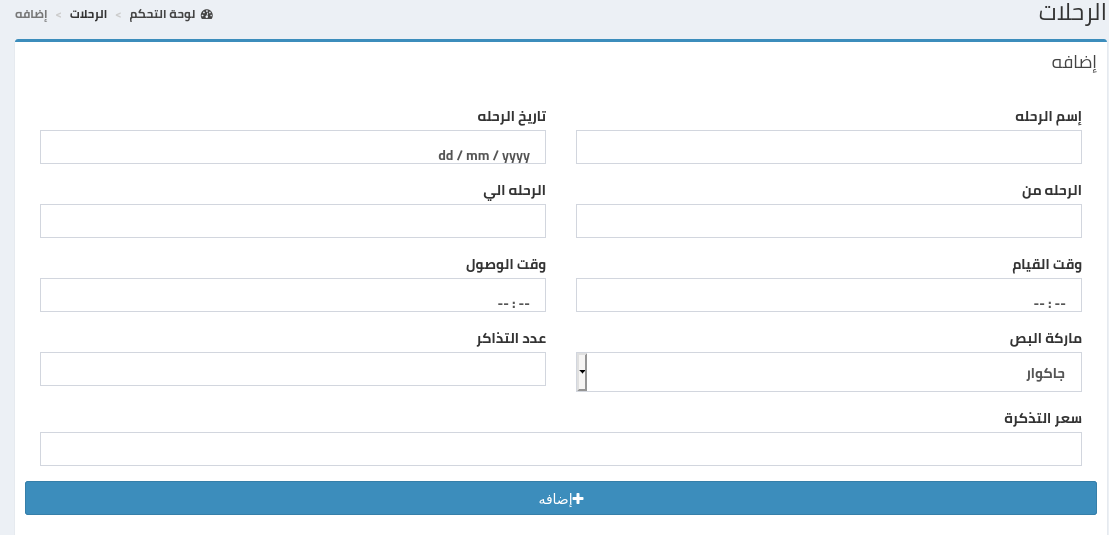 الرحلات
لوحة التحكم > الرحلات > إضافه
إضافه
إسم الرحله
تاريخ الرحله
dd / mm / yyyy
الرحله من
الرحله الي
وقت القيام
وقت الوصول
-- : --
-- : --
ماركة البص
عدد التذاكر
جاكوار
سعر التذكرة
إضافه